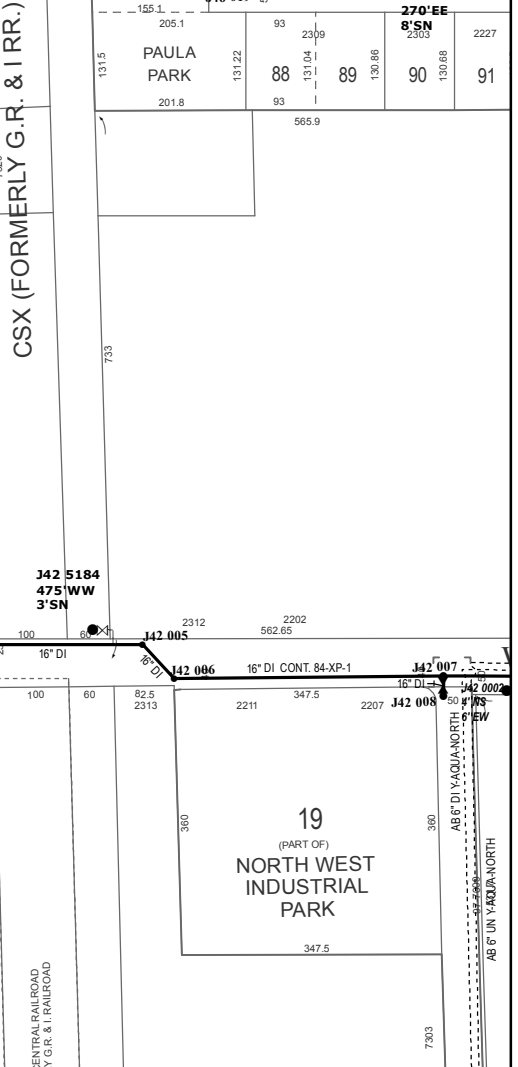 155.1
205.1
93
270'EE
8'SN
2309
2303
2227
131.5
PAULA
PARK
131.22
88
131.04
89
130.86
90
130.68
91
201.8
93
565.9
CSX (FORMERLY G.R. & I RR.)
733
J42 5184
475'WW
3'SN
100
60
16" DI
J42 005
2312
2202
562.65
16" DI
J42 006
16" DI CONT. 84-XP-1
J42 007
16" DI
J42 008
50
J42 0002
4' NS
6' EW
50
100
60
82.5
2313
347.5
2211
2207
AB 6" DI Y-AQUA-NORTH
360
19
(PART OF)
NORTH WEST
INDUSTRIAL
PARK
360
AB 6" UN Y-AQUA-NORTH
347.5
7303
ENTRAL RAILROAD
Y G.R. & I. RAILROAD